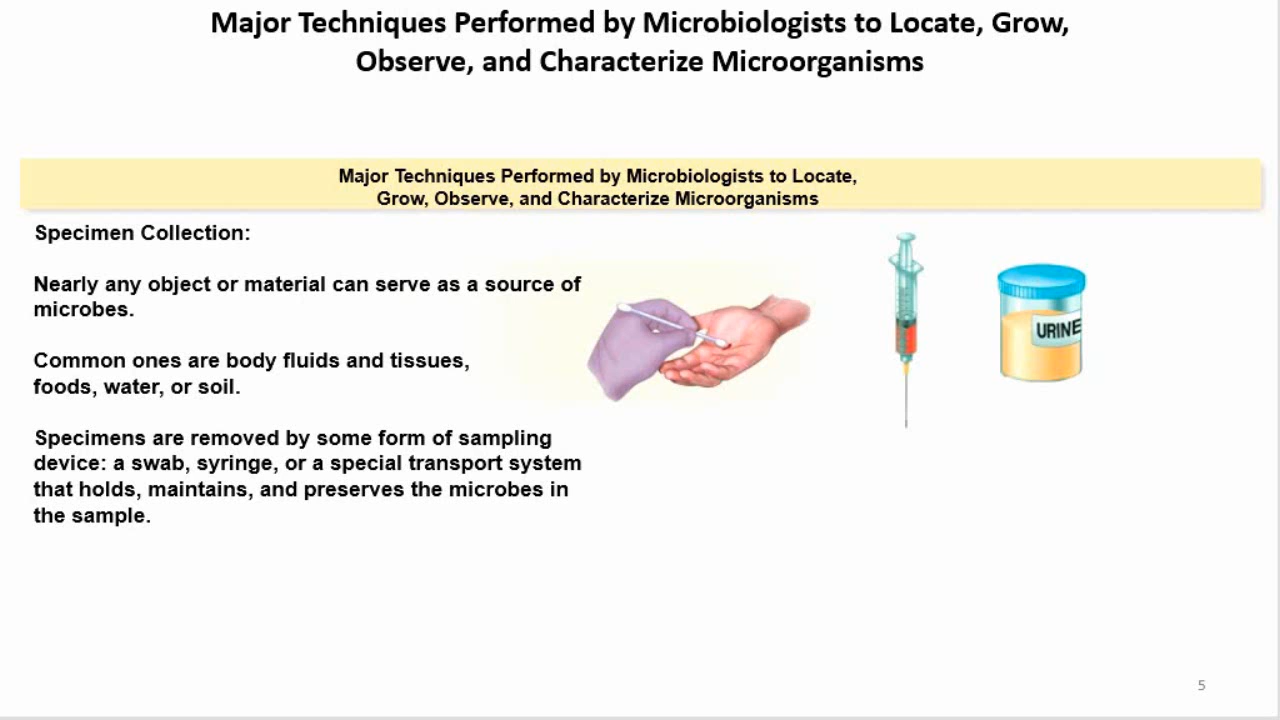 Major Techniques Performed by Microbiologists to Locate, Grow,
Observe, and Characterize Microorganisms
Major Techniques Performed by Microbiologists to Locate,
Grow, Observe, and Characterize Microorganisms
Specimen Collection:
Nearly any object or material can serve as a source of
microbes.
Common ones are body fluids and tissues,
foods, water, or soil.
Specimens are removed by some form of sampling
device: a swab, syringe, or a special transport system
that holds, maintains, and preserves the microbes in
the sample.
URINE
5